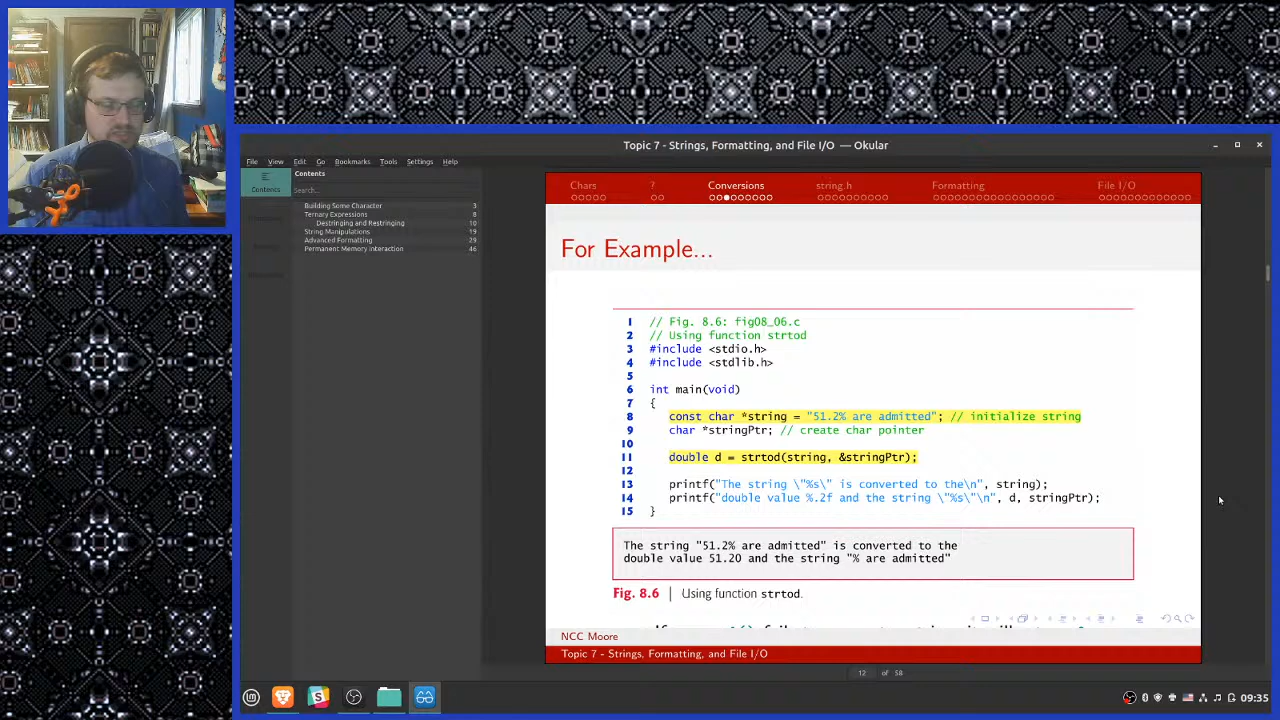 Topic 7 - Strings, Formatting, and File I/O — Okular
File View Edit Go Bookmarks Tools Settings Help
Contents
Contents
Search...
Building Some Character 3
Ternary Expressions 8
Destringing and Restringing 10
String Manipulations 19
Advanced Formatting 29
Permanent Memory Interaction 46
Chars ? Conversions string.h Formatting File I/O
For Example...
1 // Fig. 8.6: fig08_06.c
2 // Using function strtod
3 #include <stdio.h>
4 #include <stdlib.h>
5
6 int main(void)
7 {
8 const char *string = "51.2% are admitted"; // initialize string
9 char *stringPtr; // create char pointer
10
11 double d = strtod(string, &stringPtr);
12
13 printf("The string \"%s\" is converted to the\n", string);
14 printf("double value %.2f and the string \"%s\"\n", d, stringPtr);
15 }
The string "51.2% are admitted" is converted to the
double value 51.20 and the string "% are admitted"
Fig. 8.6 | Using function strtod.
NCC Moore
Topic 7 - Strings, Formatting, and File I/O
12 of 58
09:35